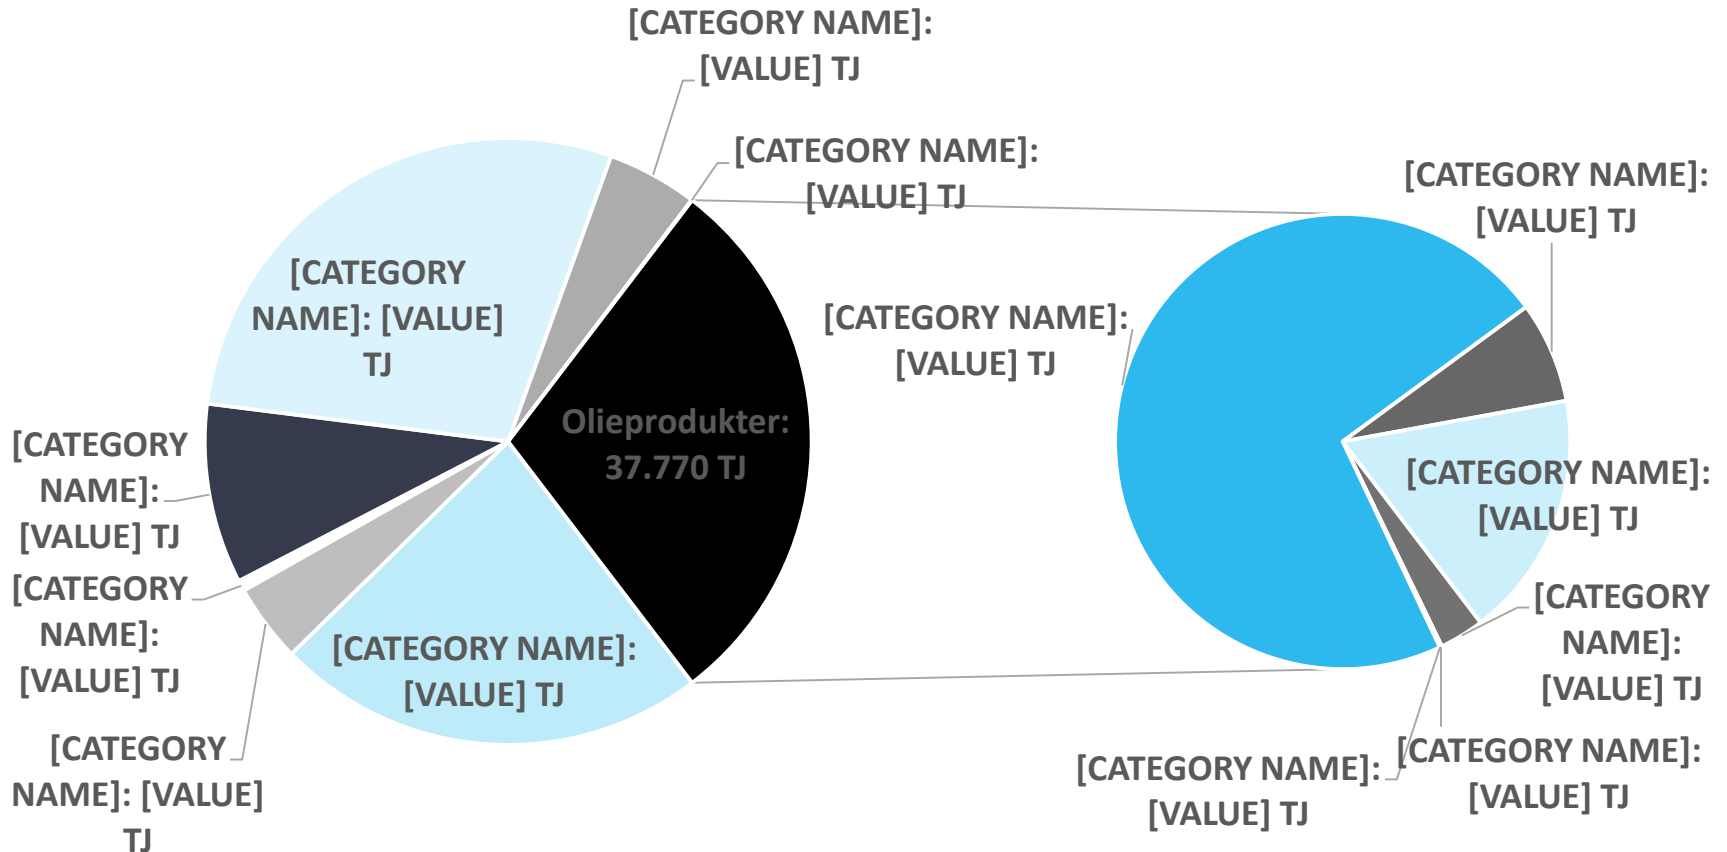 [CATEGORY NAME]:
[VALUE] TJ
[CATEGORY NAME]:
[VALUE] TJ
[CATEGORY NAME]:
[VALUE] TJ
[CATEGORY
NAME]: [VALUE]
TJ
[CATEGORY NAME]:
[VALUE] TJ
Olieprodukter:
37.770 TJ
[CATEGORY
NAME]:
[VALUE] TJ
[CATEGORY NAME]:
[VALUE] TJ
[CATEGORY
NAME]:
[VALUE] TJ
[CATEGORY NAME]:
[VALUE] TJ
[CATEGORY
NAME]:
[VALUE] TJ
[CATEGORY
NAME]: [VALUE]
TJ
[CATEGORY NAME]:
[VALUE] TJ
[CATEGORY NAME]:
[VALUE] TJ